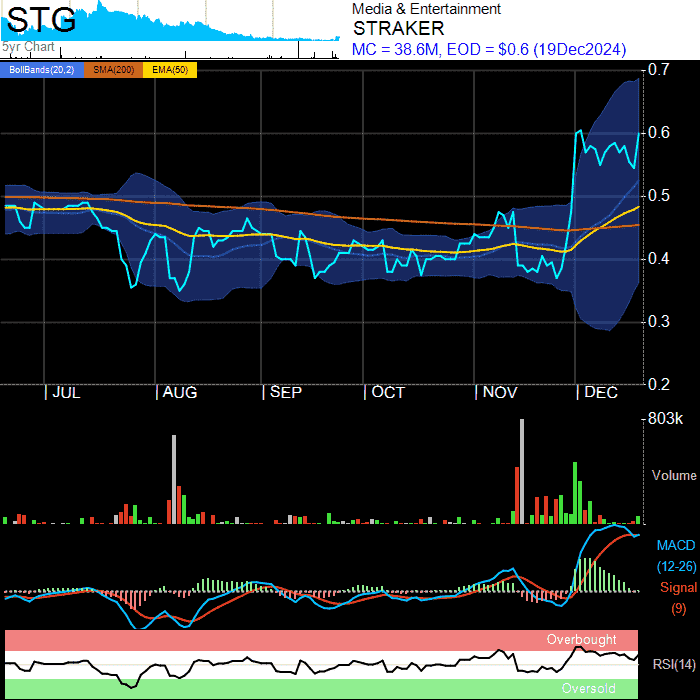 STG
5yr Chart
Media & Entertainment
STRAKER
MC = 38.6M, EOD = $0.6 (19Dec2024)
BollBands(20,2) SMA(200) EMA(50)
0.7
0.6
0.5
0.4
0.3
0.2
JUL AUG SEP OCT NOV DEC
803k
Volume
MACD
(12-26)
Signal
(9)
Overbought
RSI(14)
Oversold